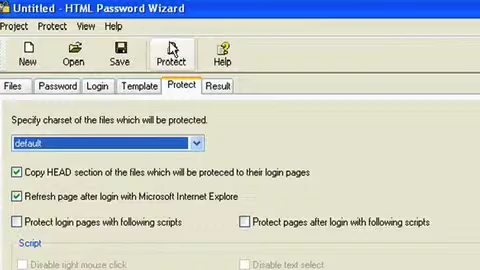 Untitled - HTML Password Wizard
Project Protect View Help
New Open Save Protect Help
Files Password Login Template Protect Result
Specify charset of the files which will be protected.
default
Copy HEAD section of the files which will be proteced to their login pages
Refresh page after login with Microsoft Internet Explore
Protect login pages with following scripts Protect pages after login with following scripts
Script
Disable right mouse click Disable text select